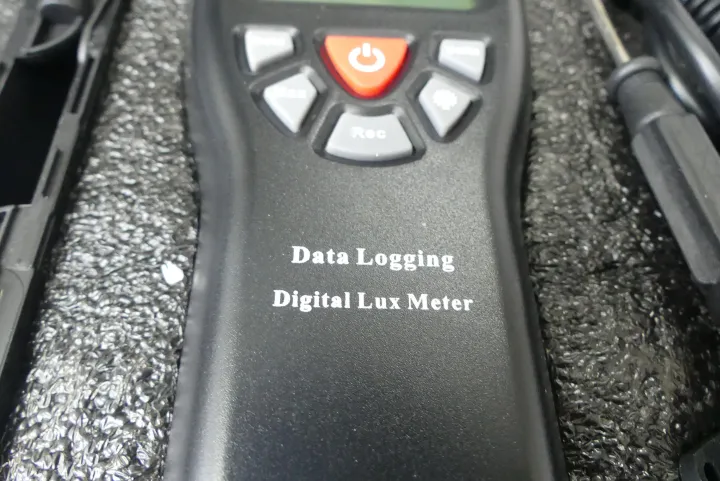 Rec
Data Logging
Digital Lux Meter